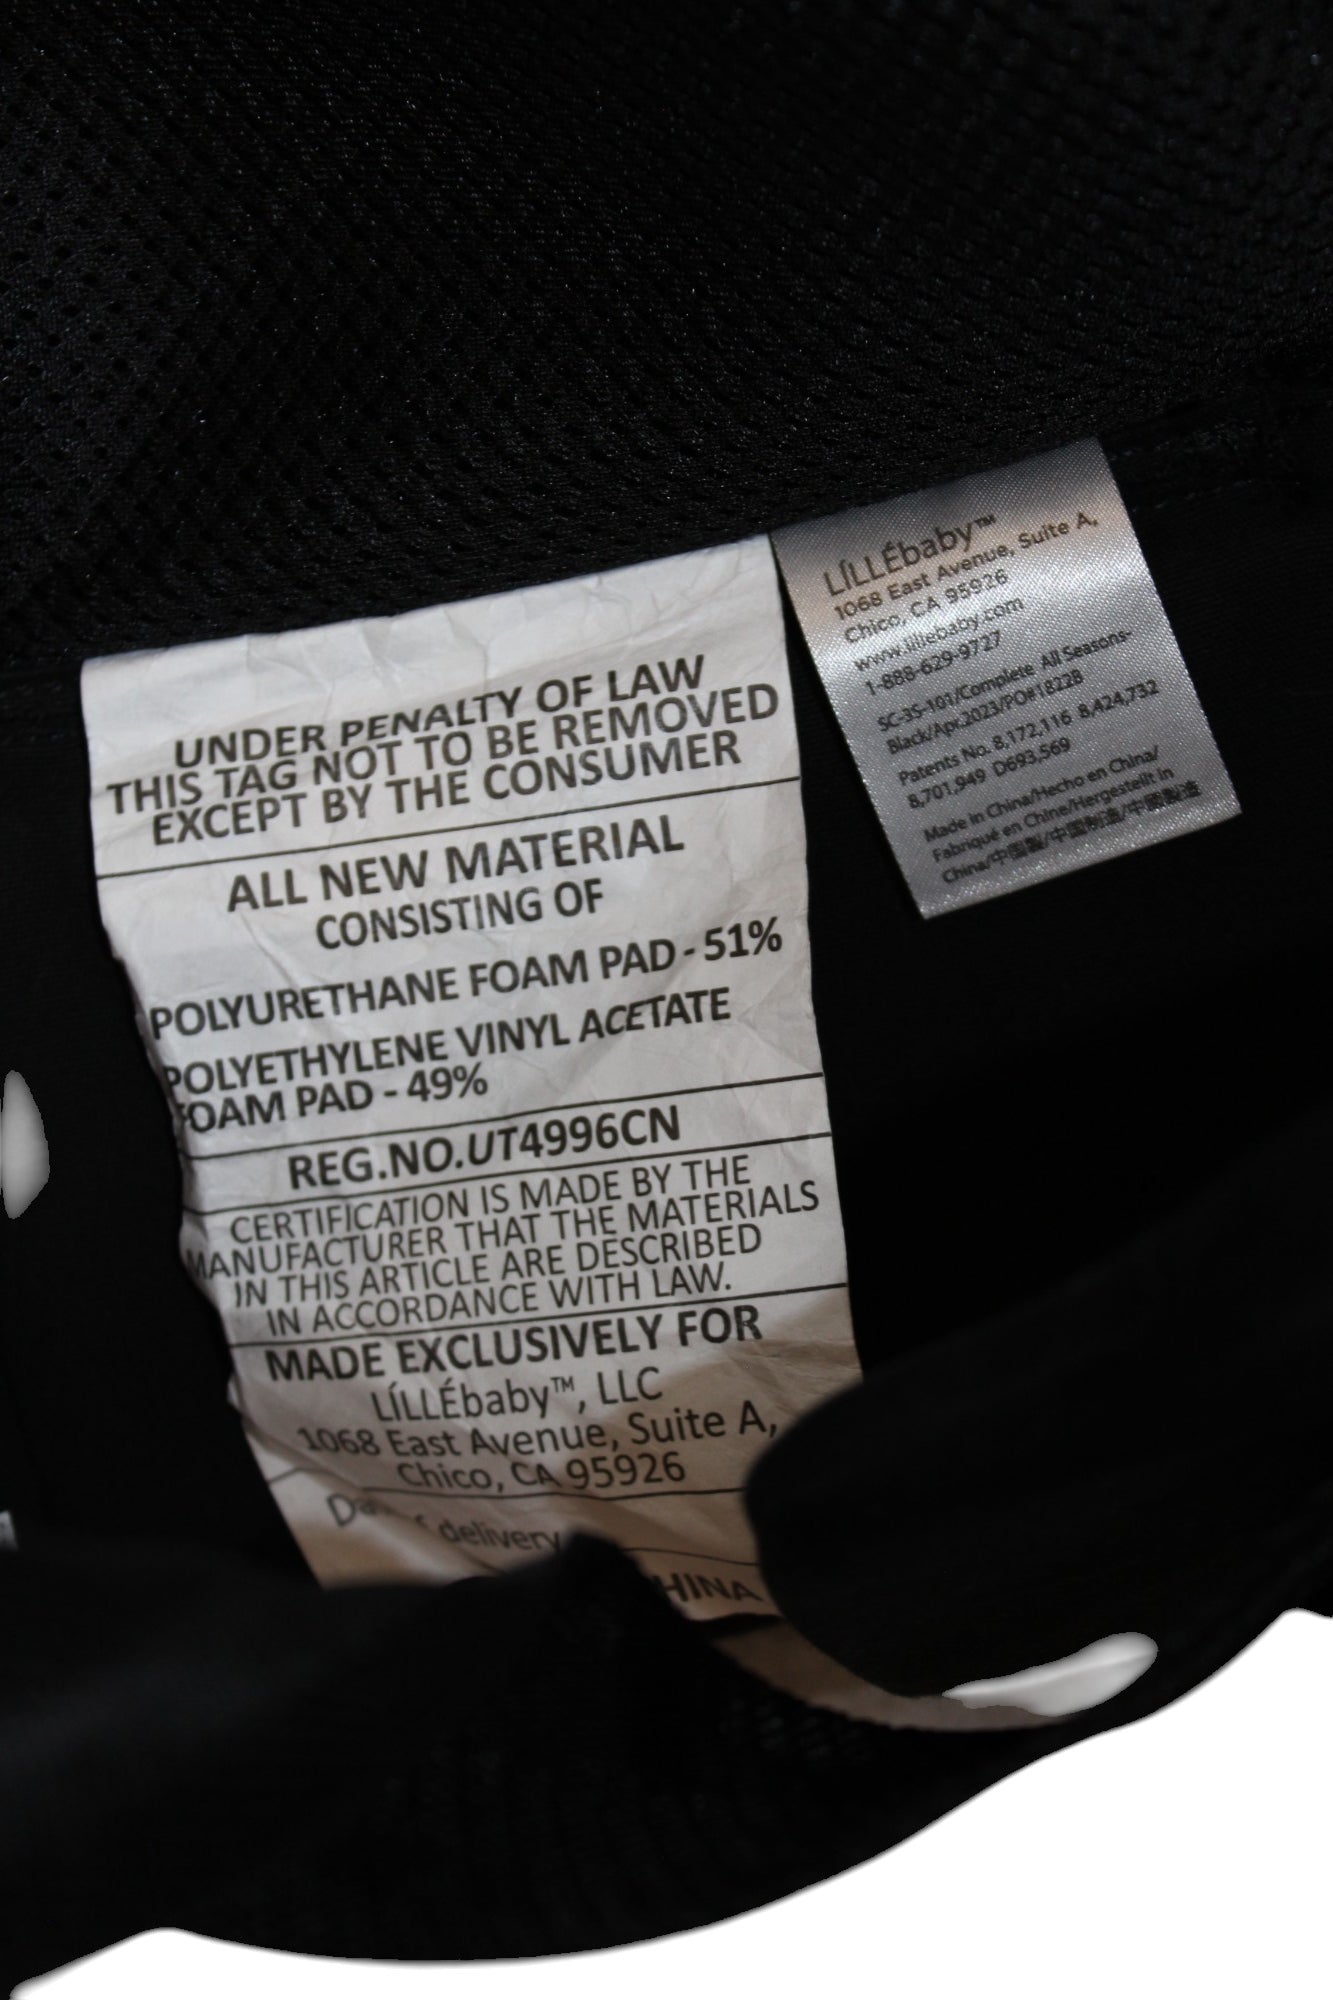 UNDER PENALTY OF LAW
THIS TAG NOT TO BE REMOVED
EXCEPT BY THE CONSUMER
ALL NEW MATERIAL
CONSISTING OF
POLYURETHANE FOAM PAD - 51%
POLYETHYLENE VINYL ACETATE
FOAM PAD - 49%
REG.NO.UT4996CN
CERTIFICATION IS MADE BY THE
MANUFACTURER THAT THE MATERIALS
IN THIS ARTICLE ARE DESCRIBED
IN ACCORDANCE WITH LAW.
MADE EXCLUSIVELY FOR
LÍLLÉbaby™, LLC
1068 East Avenue, Suite A,
Chico, CA 95926
delivery
HINA
LÍLLÉbaby™
1068 East Avenue, Suite A,
Chico, CA 95926
www.lillebaby.com
1-888-629-9727
SC-3S-101/Complete All Seasons-
Black/Apr.2023/PO#1822B
Patents No. 8,172,116 8,424,732
8,701,949 D693,569
Made in China/Hecho en China/
Fabriqué en Chine/Hergestellt in
China/中国製/中国制造/中國製造